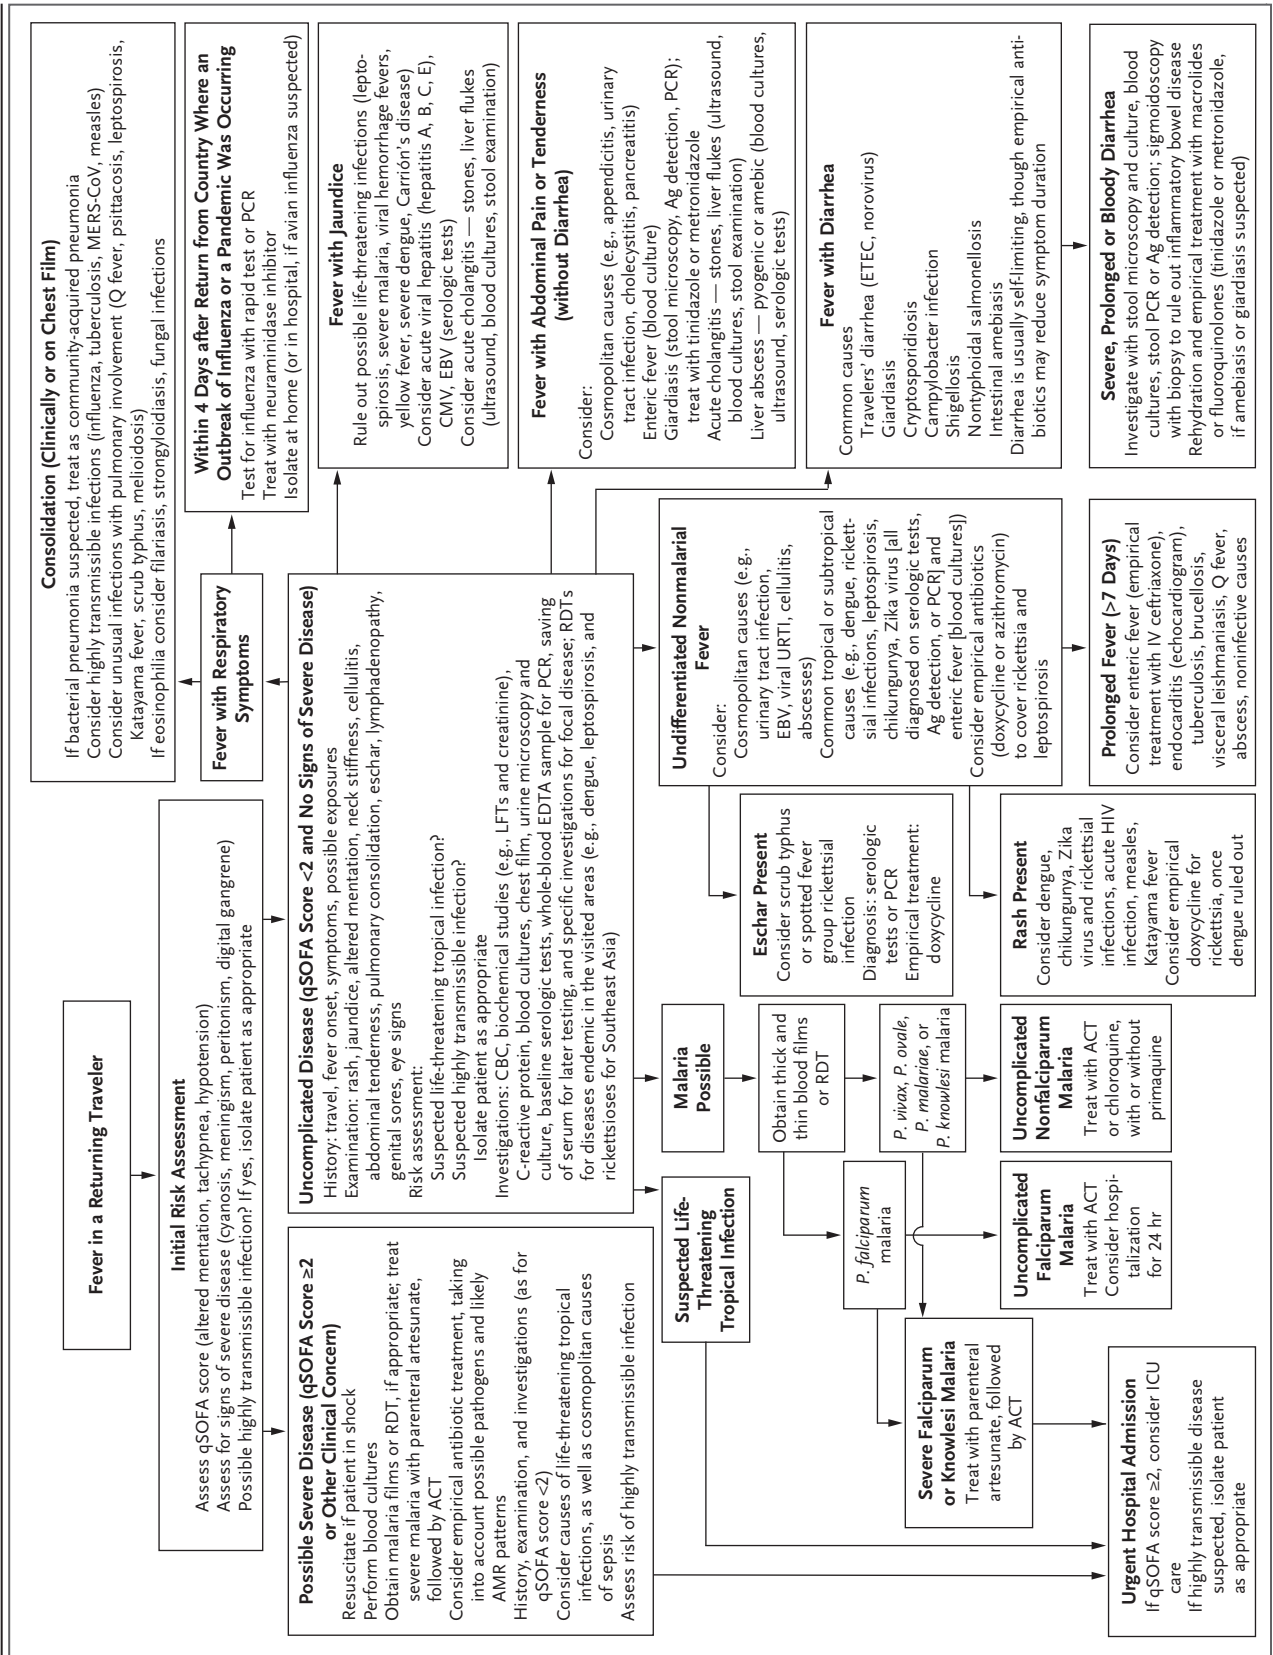 Fever in a Returning Traveler
Initial Risk Assessment
Assess qSOFA score (altered mentation, tachypnea, hypotension)
Assess for signs of severe disease (cyanosis, meningism, peritonism, digital gangrene)
Possible highly transmissible infection? If yes, isolate patient as appropriate
Possible Severe Disease (qSOFA Score ≥2
or Other Clinical Concern)
Resuscitate if patient in shock
Perform blood cultures
Obtain malaria films or RDT, if appropriate; treat
severe malaria with parenteral artesunate,
followed by ACT
Consider empirical antibiotic treatment, taking
into account possible pathogens and likely
AMR patterns
History, examination, and investigations (as for
qSOFA score <2)
Consider causes of life-threatening tropical
infections, as well as cosmopolitan causes
of sepsis
Assess risk of highly transmissible infection
Uncomplicated Disease (qSOFA Score <2 and No Signs of Severe Disease)
History: travel, fever onset, symptoms, possible exposures
Examination: rash, jaundice, altered mentation, neck stiffness, cellulitis,
abdominal tenderness, pulmonary consolidation, eschar, lymphadenopathy,
genital sores, eye signs
Risk assessment:
Suspected life-threatening tropical infection?
Suspected highly transmissible infection?
Isolate patient as appropriate
Investigations: CBC, biochemical studies (e.g., LFTs and creatinine),
C-reactive protein, blood cultures, chest film, urine microscopy and
culture, baseline serologic tests, whole-blood EDTA sample for PCR, saving
of serum for later testing, and specific investigations for focal disease; RDTs
for diseases endemic in the visited areas (e.g., dengue, leptospirosis, and
rickettsioses for Southeast Asia)
Fever with Respiratory
Symptoms
Consolidation (Clinically or on Chest Film)
If bacterial pneumonia suspected, treat as community-acquired pneumonia
Consider highly transmissible infections (influenza, tuberculosis, MERS-CoV, measles)
Consider unusual infections with pulmonary involvement (Q fever, psittacosis, leptospirosis,
Katayama fever, scrub typhus, melioidosis)
If eosinophilia consider filariasis, strongyloidiasis, fungal infections
Within 4 Days after Return from Country Where an
Outbreak of Influenza or a Pandemic Was Occurring
Test for influenza with rapid test or PCR
Treat with neuraminidase inhibitor
Isolate at home (or in hospital, if avian influenza suspected)
Fever with Jaundice
Rule out possible life-threatening infections (lepto-
spirosis, severe malaria, viral hemorrhage fevers,
yellow fever, severe dengue, Carrión's disease)
Consider acute viral hepatitis (hepatitis A, B, C, E),
CMV, EBV (serologic tests)
Consider acute cholangitis — stones, liver flukes
(ultrasound, blood cultures, stool examination)
Fever with Abdominal Pain or Tenderness
(without Diarrhea)
Consider:
Cosmopolitan causes (e.g., appendicitis, urinary
tract infection, cholecystitis, pancreatitis)
Enteric fever (blood culture)
Giardiasis (stool microscopy, Ag detection, PCR);
treat with tinidazole or metronidazole
Acute cholangitis — stones, liver flukes (ultrasound,
blood cultures, stool examination)
Liver abscess — pyogenic or amebic (blood cultures,
ultrasound, serologic tests)
Fever with Diarrhea
Common causes
Travelers' diarrhea (ETEC, norovirus)
Giardiasis
Cryptosporidiosis
Campylobacter infection
Shigellosis
Nontyphoidal salmonellosis
Intestinal amebiasis
Diarrhea is usually self-limiting, though empirical anti-
biotics may reduce symptom duration
Severe, Prolonged or Bloody Diarrhea
Investigate with stool microscopy and culture, blood
cultures, stool PCR or Ag detection; sigmoidoscopy
with biopsy to rule out inflammatory bowel disease
Rehydration and empirical treatment with macrolides
or fluoroquinolones (tinidazole or metronidazole,
if amebiasis or giardiasis suspected)
Undifferentiated Nonmalarial
Fever
Consider:
Cosmopolitan causes (e.g.,
urinary tract infection,
EBV, viral URTI, cellulitis,
abscesses)
Common tropical or subtropical
causes (e.g., dengue, rickett-
sial infections, leptospirosis,
chikungunya, Zika virus [all
diagnosed on serologic tests,
Ag detection, or PCR] and
enteric fever [blood cultures])
Consider empirical antibiotics
(doxycycline or azithromycin)
to cover rickettsia and
leptospirosis
Prolonged Fever (>7 Days)
Consider enteric fever (empirical
treatment with IV ceftriaxone),
endocarditis (echocardiogram),
tuberculosis, brucellosis,
visceral leishmaniasis, Q fever,
abscess, noninfective causes
Eschar Present
Consider scrub typhus
or spotted fever
group rickettsial
infection
Diagnosis: serologic
tests or PCR
Empirical treatment:
doxycycline
Rash Present
Consider dengue,
chikungunya, Zika
virus and rickettsial
infections, acute HIV
infection, measles,
Katayama fever
Consider empirical
doxycycline for
rickettsia, once
dengue ruled out
Malaria
Possible
Obtain thick and
thin blood films
or RDT
P. vivax, P. ovale,
P. malariae, or
P. knowlesi malaria
Uncomplicated
Nonfalciparum
Malaria
Treat with ACT
or chloroquine,
with or without
primaquine
P. falciparum
malaria
Uncomplicated
Falciparum
Malaria
Treat with ACT
Consider hospi-
talization
for 24 hr
Suspected Life-
Threatening
Tropical Infection
Severe Falciparum
or Knowlesi Malaria
Treat with parenteral
artesunate, followed
by ACT
Urgent Hospital Admission
If qSOFA score ≥2, consider ICU
care
If highly transmissible disease
suspected, isolate patient
as appropriate